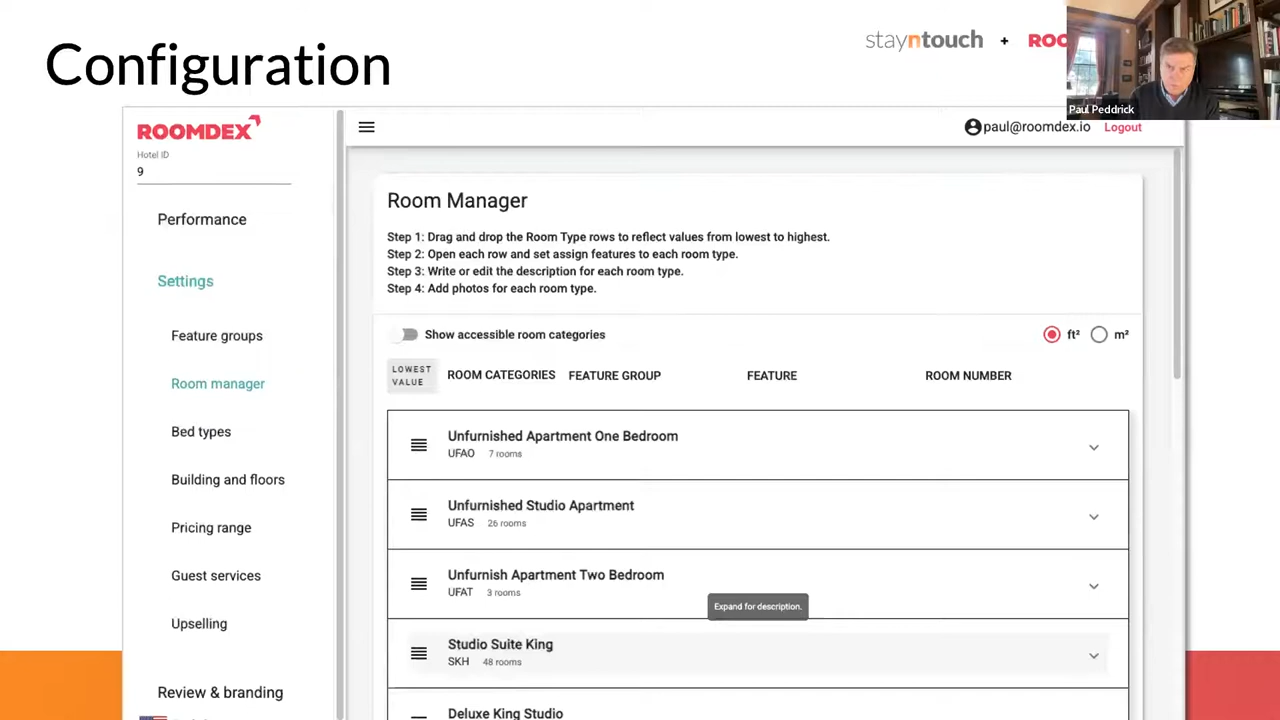 Configuration
stayntouch + ROO
Paul Peddrick
ROOMDEX
Hotel ID
9
paul@roomdex.io Logout
Performance
Settings
Feature groups
Room manager
Bed types
Building and floors
Pricing range
Guest services
Upselling
Review & branding
Room Manager
Step 1: Drag and drop the Room Type rows to reflect values from lowest to highest.
Step 2: Open each row and set assign features to each room type.
Step 3: Write or edit the description for each room type.
Step 4: Add photos for each room type.
Show accessible room categories ft² m²
LOWEST
VALUE
ROOM CATEGORIES FEATURE GROUP FEATURE ROOM NUMBER
Unfurnished Apartment One Bedroom
UFAO 7 rooms
Unfurnished Studio Apartment
UFAS 26 rooms
Unfurnish Apartment Two Bedroom
UFAT 3 rooms
Expand for description.
Studio Suite King
SKH 48 rooms
Deluxe King Studio